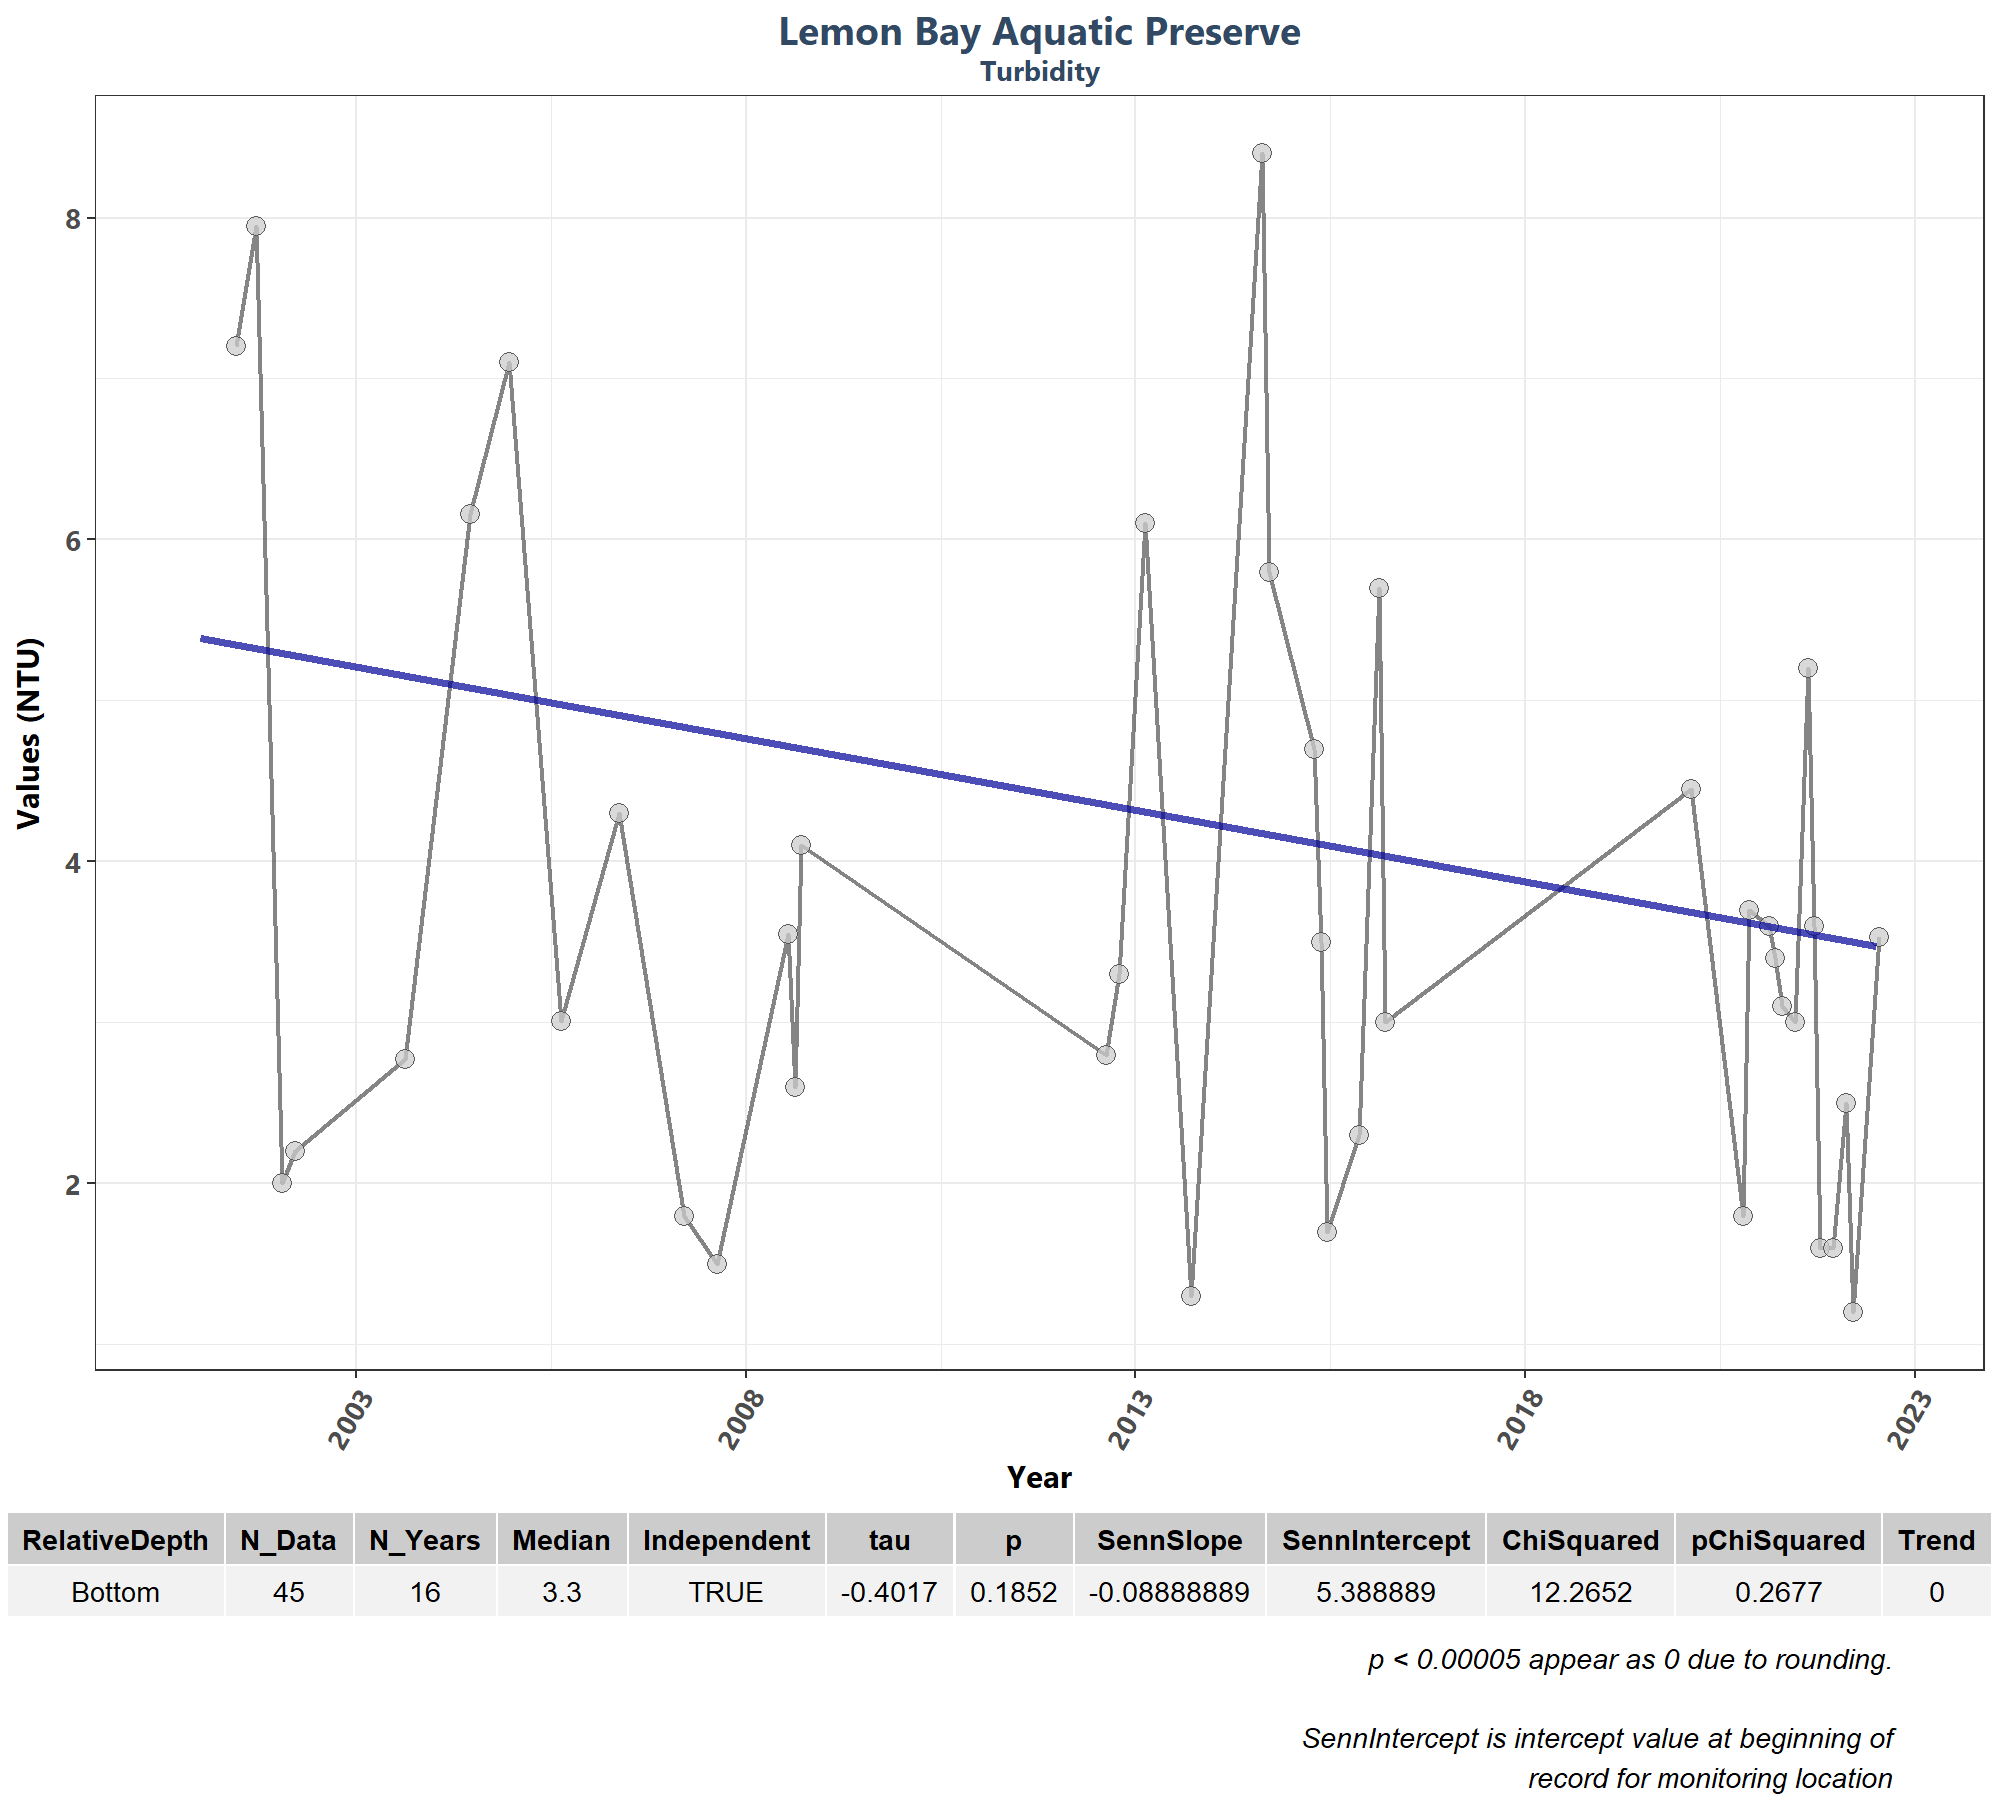 Lemon Bay Aquatic Preserve
Turbidity
Values (NTU)
8
6
4
2
2003 2008 2013 2018 2023
Year
RelativeDepth N_Data N_Years Median Independent tau p SennSlope SennIntercept ChiSquared pChiSquared Trend
Bottom 45 16 3.3 TRUE -0.4017 0.1852 -0.08888889 5.388889 12.2652 0.2677 0
p < 0.00005 appear as 0 due to rounding.
SennIntercept is intercept value at beginning of
record for monitoring location